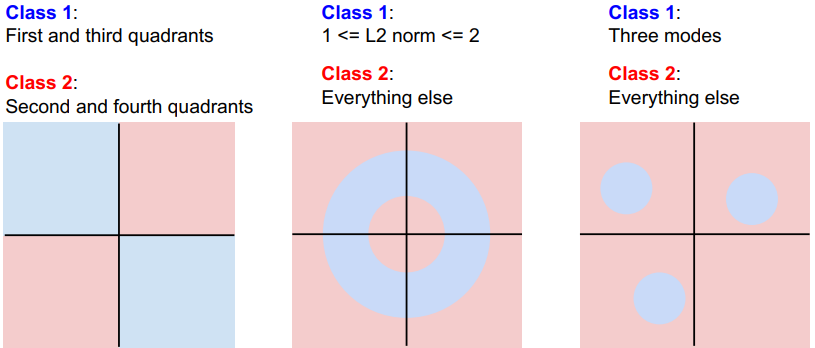 Class 1:
First and third quadrants
Class 2:
Second and fourth quadrants
Class 1:
1 <= L2 norm <= 2
Class 2:
Everything else
Class 1:
Three modes
Class 2:
Everything else